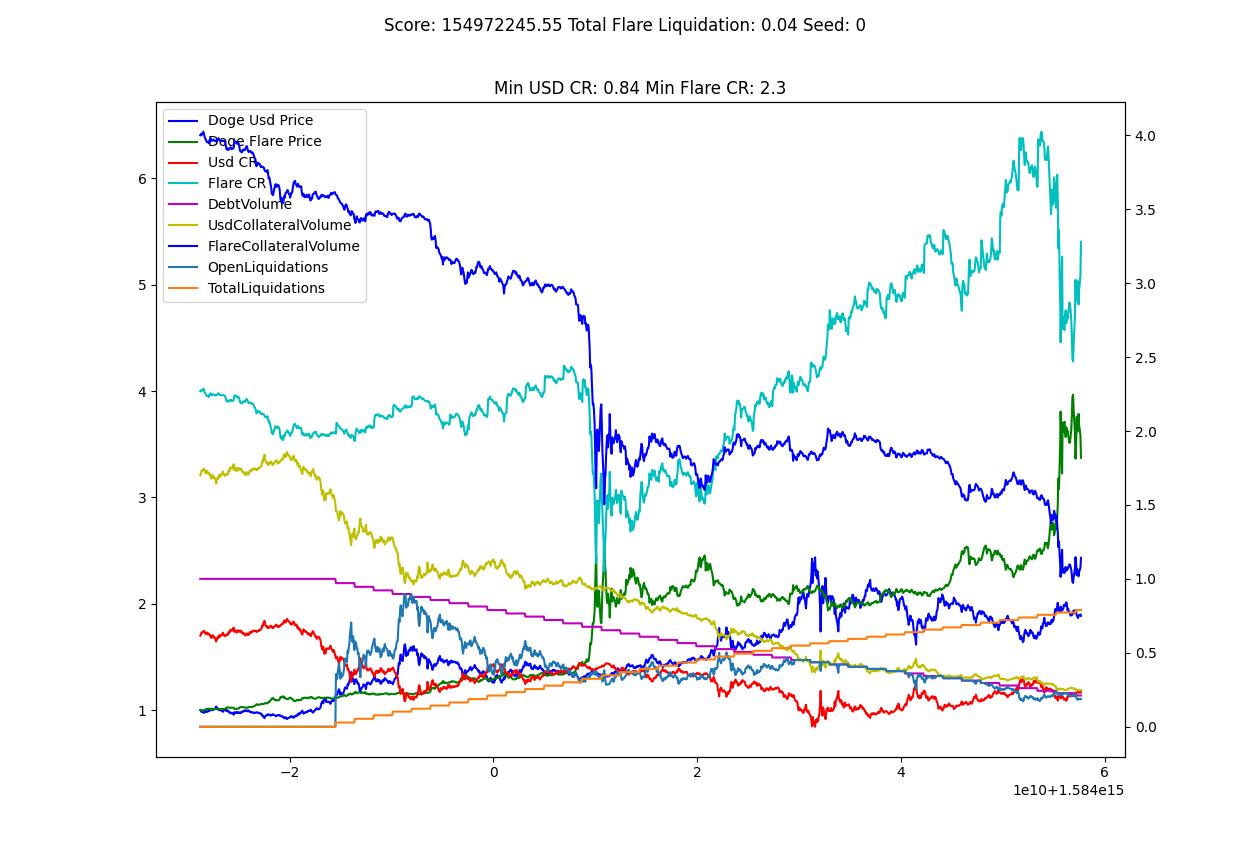 Score: 154972245.55 Total Flare Liquidation: 0.04 Seed: 0
Min USD CR: 0.84 Min Flare CR: 2.3
Doge Usd Price
Doge Flare Price
Usd CR
Flare CR
DebtVolume
UsdCollateralVolume
FlareCollateralVolume
OpenLiquidations
TotalLiquidations
6
5
4
3
2
1
4.0
3.5
3.0
2.5
2.0
1.5
1.0
0.5
0.0
−2
0
2
4
6
1e10+1.584e15